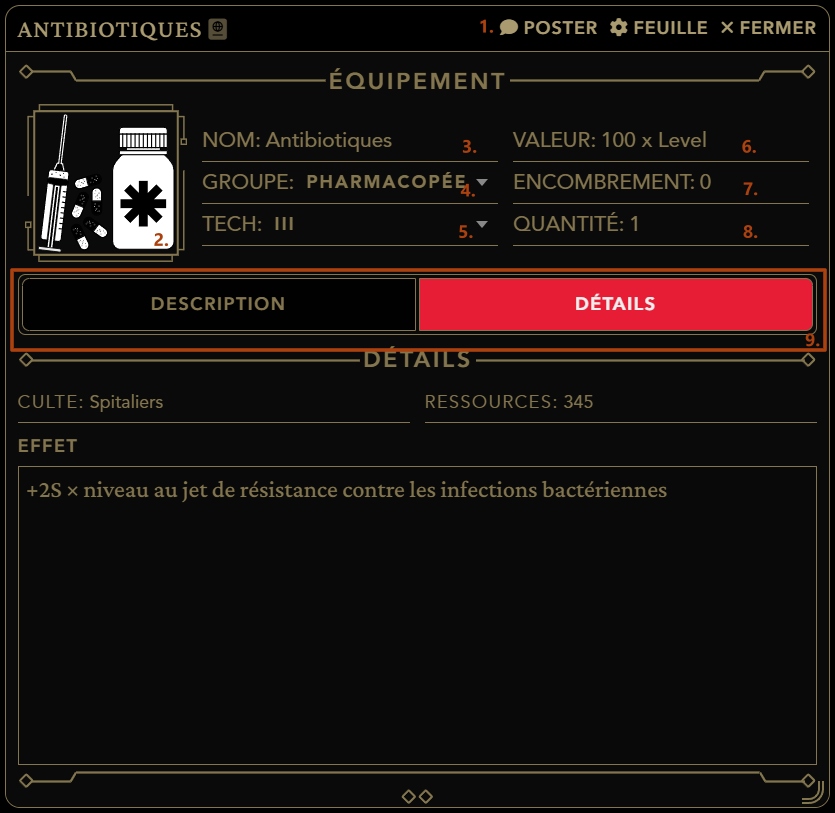 ANTIBIOTIQUES 1. POSTER FEUILLE × FERMER
ÉQUIPEMENT
NOM: Antibiotiques 3. VALEUR: 100 x Level 6.
GROUPE: PHARMACOPÉE 4. ENCOMBREMENT: 0 7.
2. TECH: III 5. QUANTITÉ: 1 8.
DESCRIPTION DÉTAILS
9.
DÉTAILS
CULTE: Spitaliers RESSOURCES: 345
EFFET
+2S × niveau au jet de résistance contre les infections bactériennes